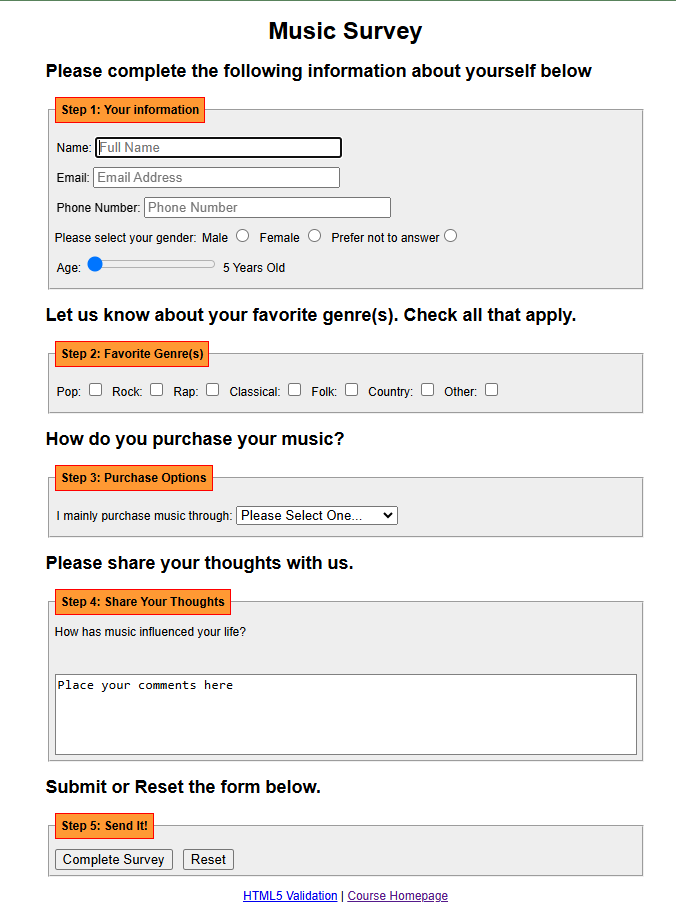 Music Survey
Please complete the following information about yourself below
Step 1: Your information
Name: Full Name
Email: Email Address
Phone Number: Phone Number
Please select your gender: Male Female Prefer not to answer
Age: 5 Years Old
Let us know about your favorite genre(s). Check all that apply.
Step 2: Favorite Genre(s)
Pop: Rock: Rap: Classical: Folk: Country: Other:
How do you purchase your music?
Step 3: Purchase Options
I mainly purchase music through: Please Select One...
Please share your thoughts with us.
Step 4: Share Your Thoughts
How has music influenced your life?
Place your comments here
Submit or Reset the form below.
Step 5: Send It!
Complete Survey Reset
HTML5 Validation | Course Homepage